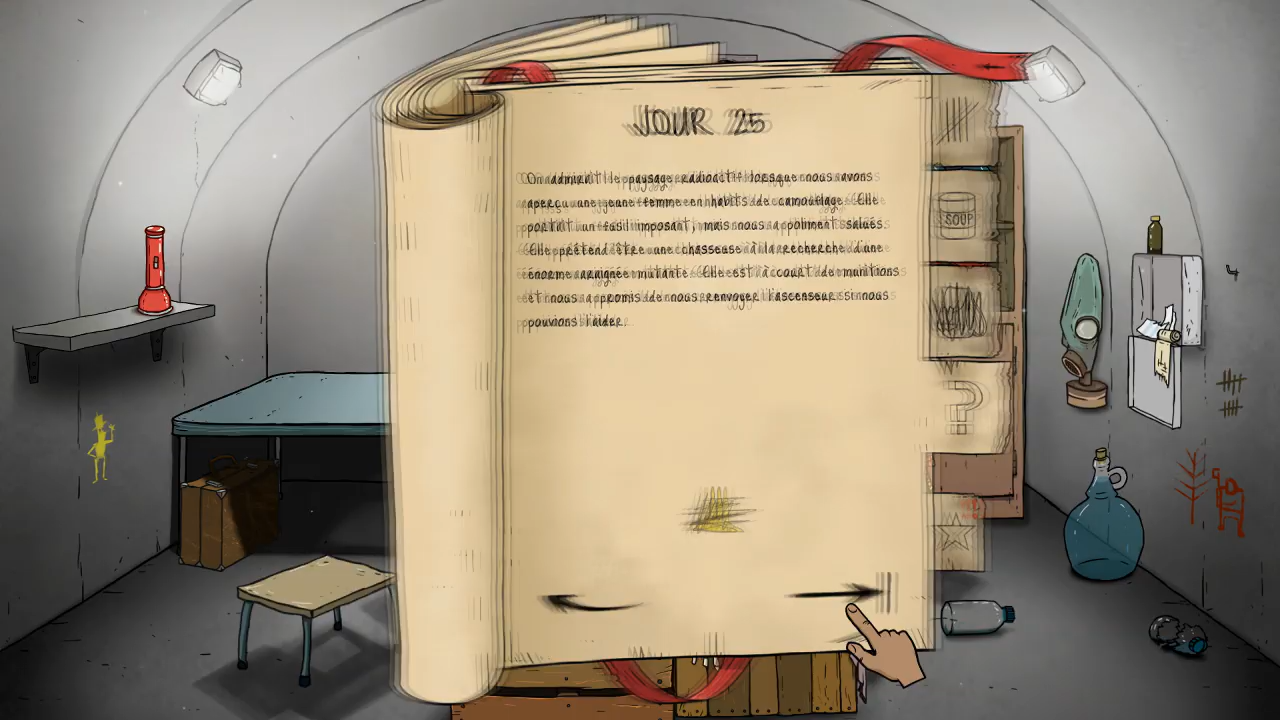 JOUR 25
On admirait le paysage radioactif lorsque nous avons
aperçu une jeune femme en habits de camouflage. Elle
portait un fusil imposant, mais nous a poliment salués.
Elle prétend être une chasseuse à la recherche d'une
énorme araignée mutante. Elle est à court de munitions
et nous a promis de nous renvoyer l'ascenseur si nous
pouvions l'aider.
SOUP
?